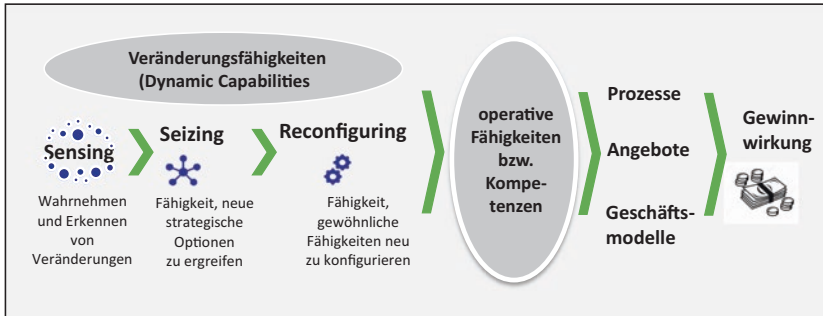 Veränderungsfähigkeiten
(Dynamic Capabilities
Sensing
Wahrnehmen
und Erkennen
von
Veränderungen
Seizing
Fähigkeit, neue
strategische
Optionen
zu ergreifen
Reconfiguring
Fähigkeit,
gewöhnliche
Fähigkeiten neu
zu konfigurieren
operative
Fähigkeiten
bzw.
Kompe-
tenzen
Prozesse
Angebote
Geschäfts-
modelle
Gewinn-
wirkung